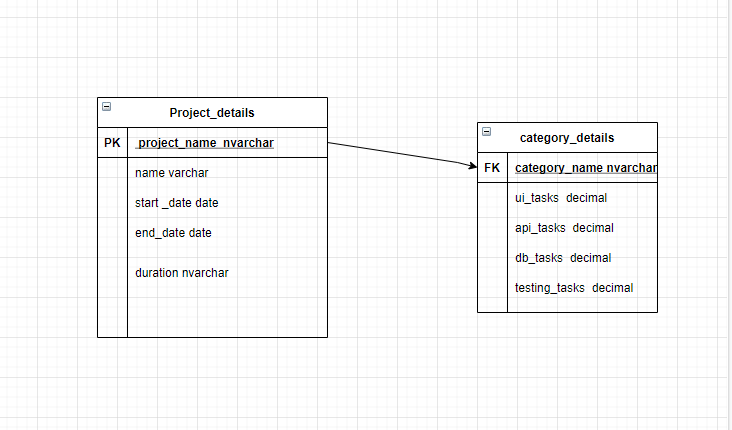 Project_details
PK project_name nvarchar
name varchar
start _date date
end_date date
duration nvarchar
category_details
FK category_name nvarchar
ui_tasks decimal
api_tasks decimal
db_tasks decimal
testing_tasks decimal